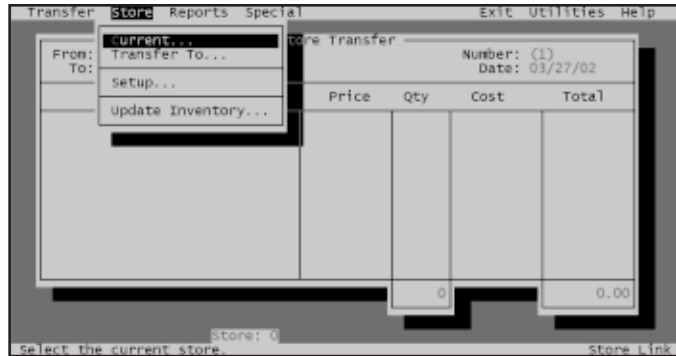 Transfer Store Reports Special Exit Utilities Help
Current... tore Transfer
From: Transfer To... Number: (1)
To: Date: 03/27/02
Setup...
Price Qty Cost Total
Update Inventory...
0 0.00
Store: 0
Select the current store. Store Link